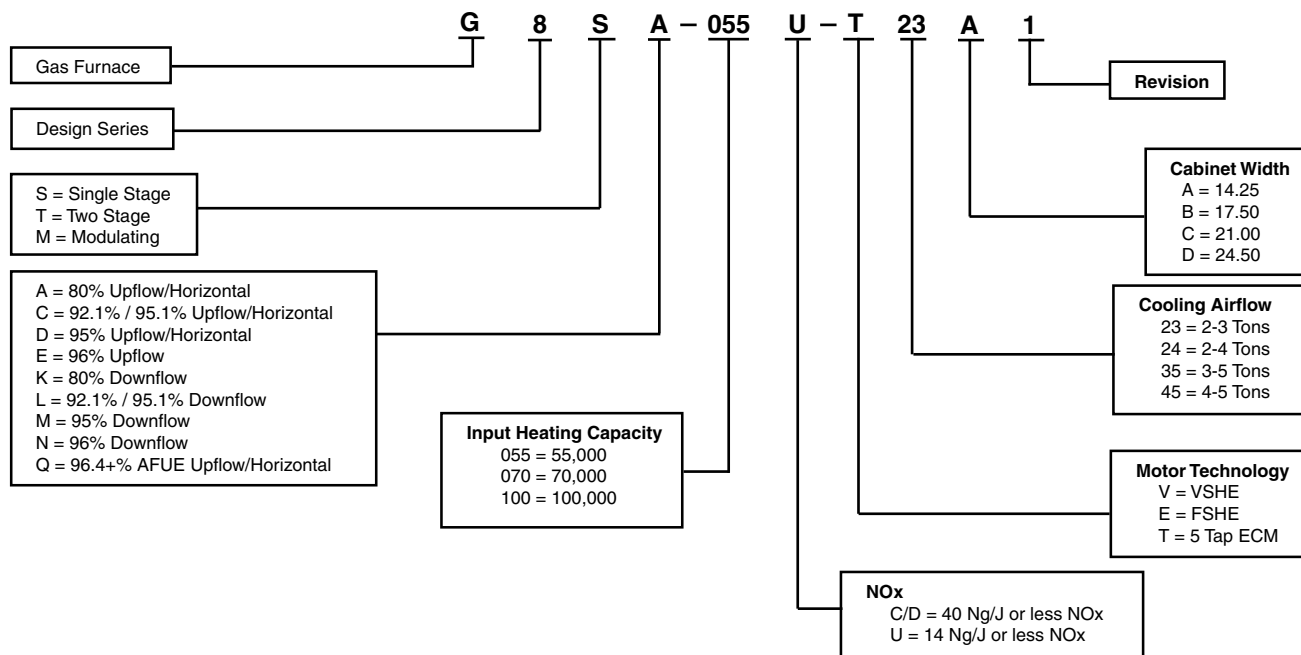 G 8 S A – 055 U – T 23 A 1
Gas Furnace
Design Series
S = Single Stage
T = Two Stage
M = Modulating
A = 80% Upflow/Horizontal
C = 92.1% / 95.1% Upflow/Horizontal
D = 95% Upflow/Horizontal
E = 96% Upflow
K = 80% Downflow
L = 92.1% / 95.1% Downflow
M = 95% Downflow
N = 96% Downflow
Q = 96.4+% AFUE Upflow/Horizontal
Input Heating Capacity
055 = 55,000
070 = 70,000
100 = 100,000
Revision
Cabinet Width
A = 14.25
B = 17.50
C = 21.00
D = 24.50
Cooling Airflow
23 = 2-3 Tons
24 = 2-4 Tons
35 = 3-5 Tons
45 = 4-5 Tons
Motor Technology
V = VSHE
E = FSHE
T = 5 Tap ECM
NOx
C/D = 40 Ng/J or less NOx
U = 14 Ng/J or less NOx